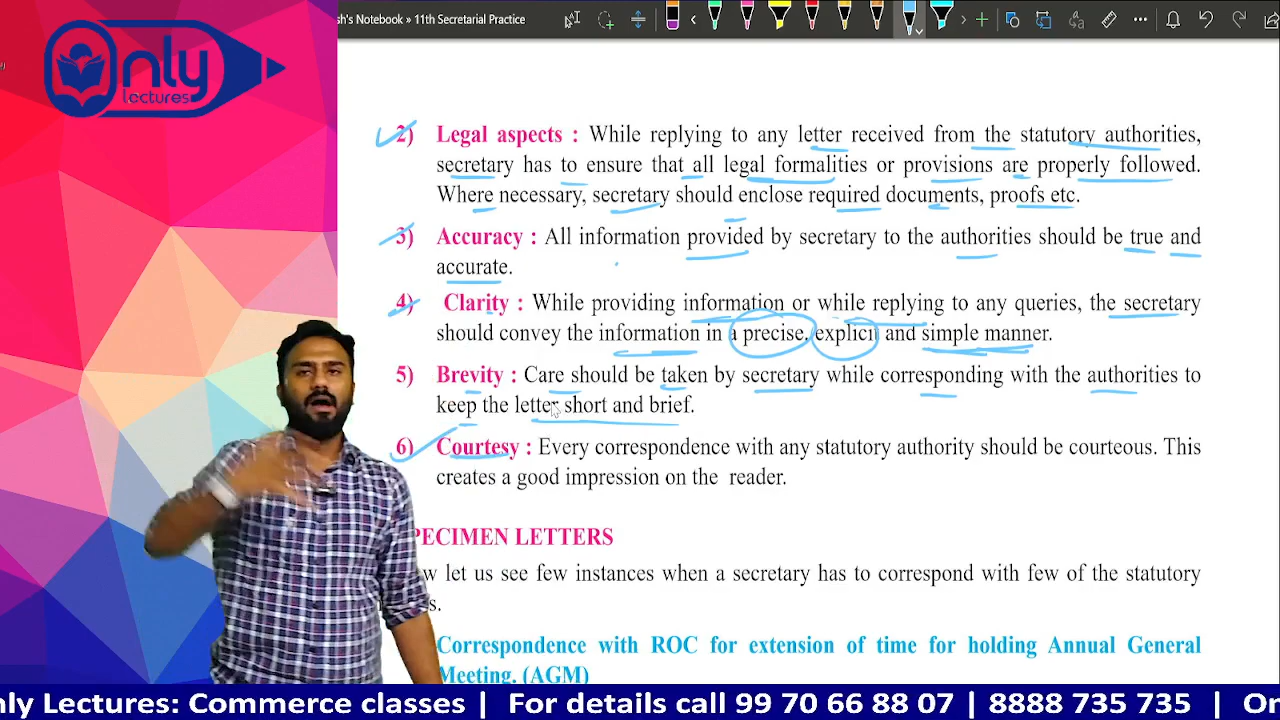 sh's Notebook » 11th Secretarial Practice
Only
lectures
2) Legal aspects : While replying to any letter received from the statutory authorities,
secretary has to ensure that all legal formalities or provisions are properly followed.
Where necessary, secretary should enclose required documents, proofs etc.
3) Accuracy : All information provided by secretary to the authorities should be true and
accurate.
4) Clarity : While providing information or while replying to any queries, the secretary
should convey the information in a precise, explicit and simple manner.
5) Brevity : Care should be taken by secretary while corresponding with the authorities to
keep the letter short and brief.
6) Courtesy : Every correspondence with any statutory authority should be courteous. This
creates a good impression on the reader.
PECIMEN LETTERS
w let us see few instances when a secretary has to correspond with few of the statutory
s.
Correspondence with ROC for extension of time for holding Annual General
Meeting. (AGM)
nly Lectures: Commerce classes | For details call 99 70 66 88 07 | 8888 735 735 | On